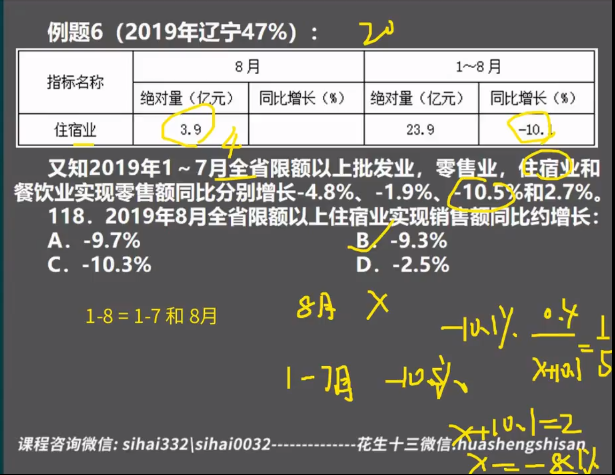 例题6（2019年辽宁47%）： 20
指标名称 8月 1～8月
绝对量（亿元） 同比增长（%） 绝对量（亿元） 同比增长（%）
住宿业 3.9 23.9 -10.1
4
又知2019年1～7月全省限额以上批发业，零售业，住宿业和
餐饮业实现零售额同比分别增长-4.8%、-1.9%、-10.5%和2.7%。
118．2019年8月全省限额以上住宿业实现销售额同比约增长：
A．-9.7% B．-9.3%
C．-10.3% D．-2.5%
1-8 = 1-7 和 8月
8月 X
-10.1% 0.4/x+10.1 = 1/5
1-7月 -10.5%
x+10.1=2
课程咨询微信: sihai332\sihai0032-------------花生十三微信:huashengshisan